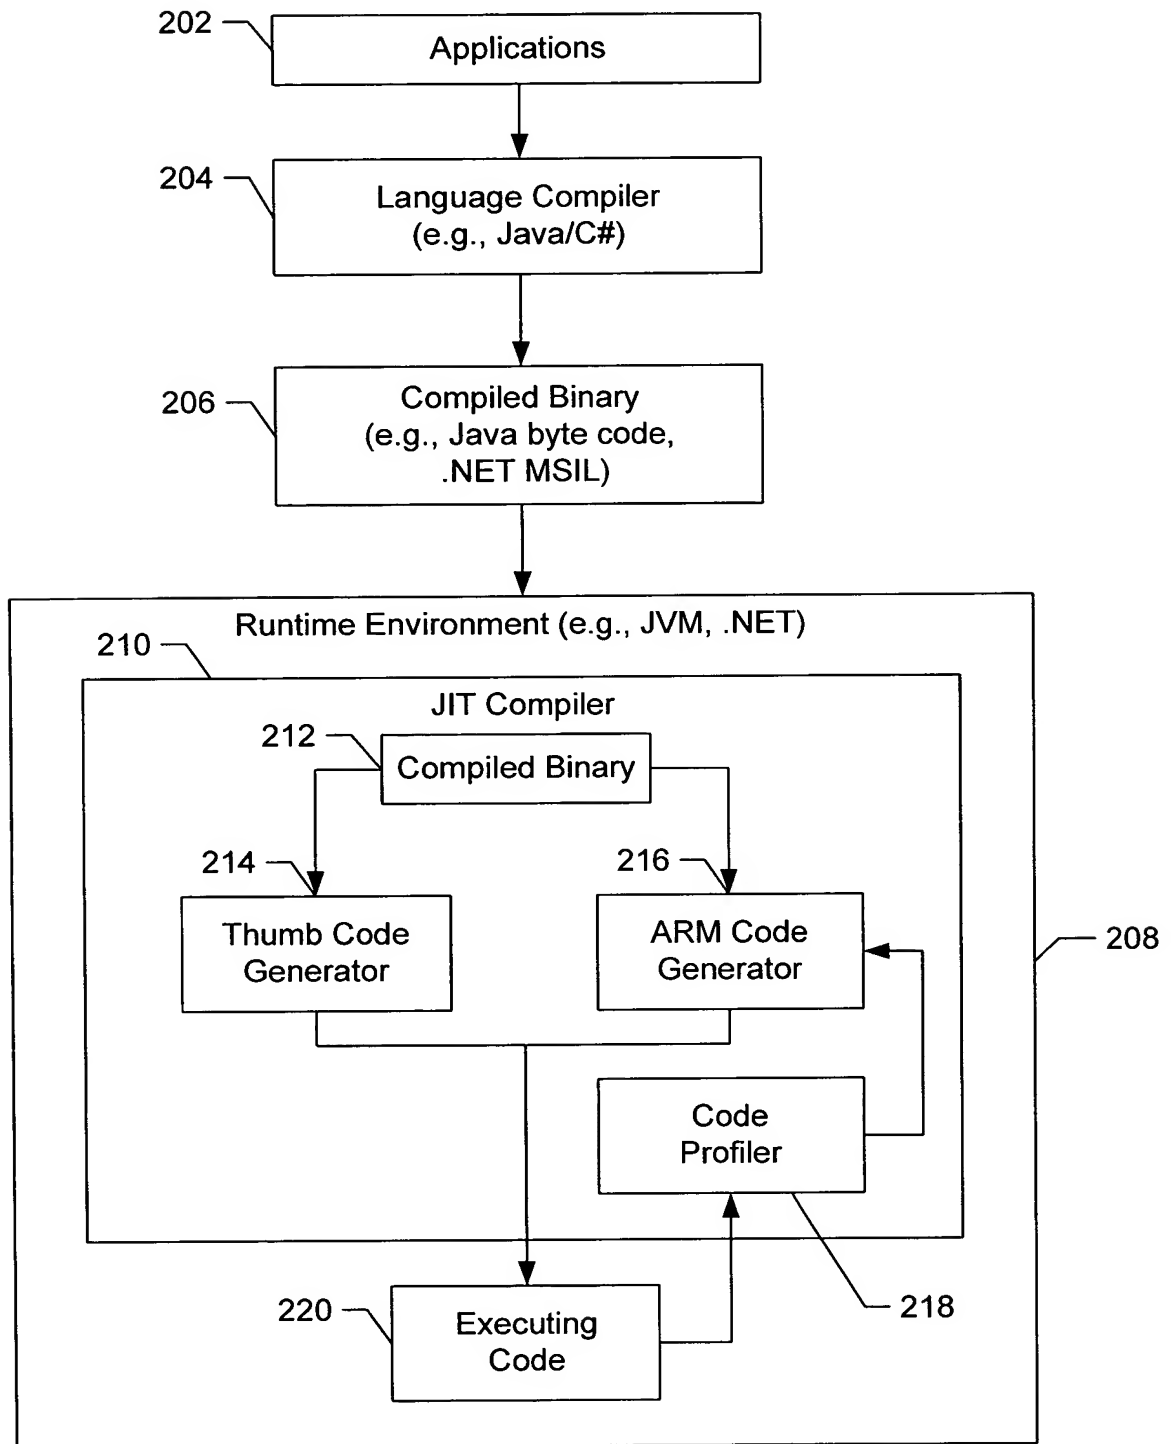 202
Applications
204
Language Compiler
(e.g., Java/C#)
206
Compiled Binary
(e.g., Java byte code,
.NET MSIL)
Runtime Environment (e.g., JVM, .NET)
210
JIT Compiler
212
Compiled Binary
214
216
Thumb Code
Generator
ARM Code
Generator
208
Code
Profiler
218
220
Executing
Code